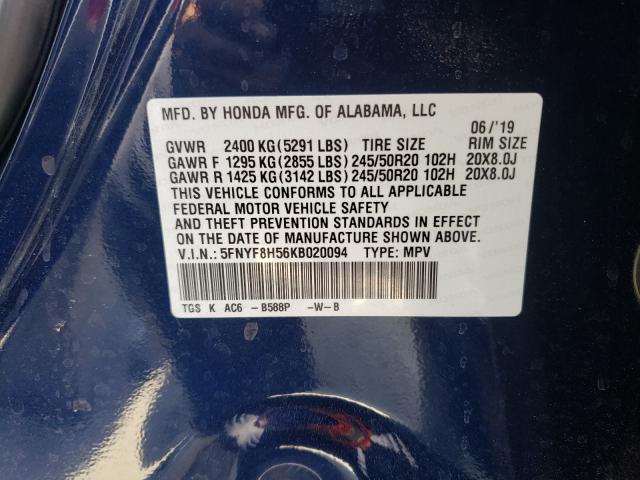 MFD. BY HONDA MFG. OF ALABAMA, LLC
06/'19
GVWR 2400 KG(5291 LBS) TIRE SIZE RIM SIZE
GAWR F 1295 KG(2855 LBS) 245/50R20 102H 20X8.0J
GAWR R 1425 KG(3142 LBS) 245/50R20 102H 20X8.0J
THIS VEHICLE CONFORMS TO ALL APPLICABLE
FEDERAL MOTOR VEHICLE SAFETY
AND THEFT PREVENTION STANDARDS IN EFFECT
ON THE DATE OF MANUFACTURE SHOWN ABOVE.
V.I.N.: 5FNYF8H56KB020094 TYPE: MPV
TGS K AC6 -B588P -W-B